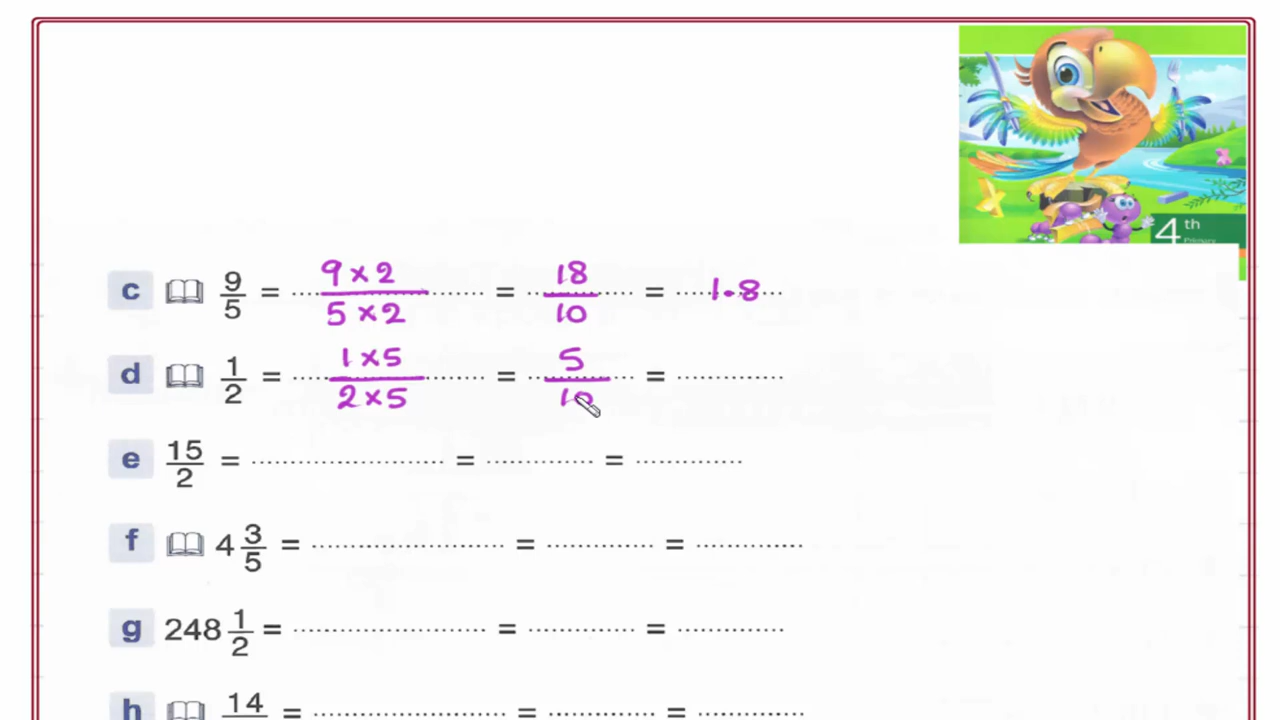 4th
Primary
c 9/5 = (9 × 2)/(5 × 2) = 18/10 = 1.8
d 1/2 = (1 × 5)/(2 × 5) = 5/10 = ............
e 15/2 = ............ = ............ = ............
f 4 3/5 = ............ = ............ = ............
g 248 1/2 = ............ = ............ = ............
h 14 = ............ = ............ = ............